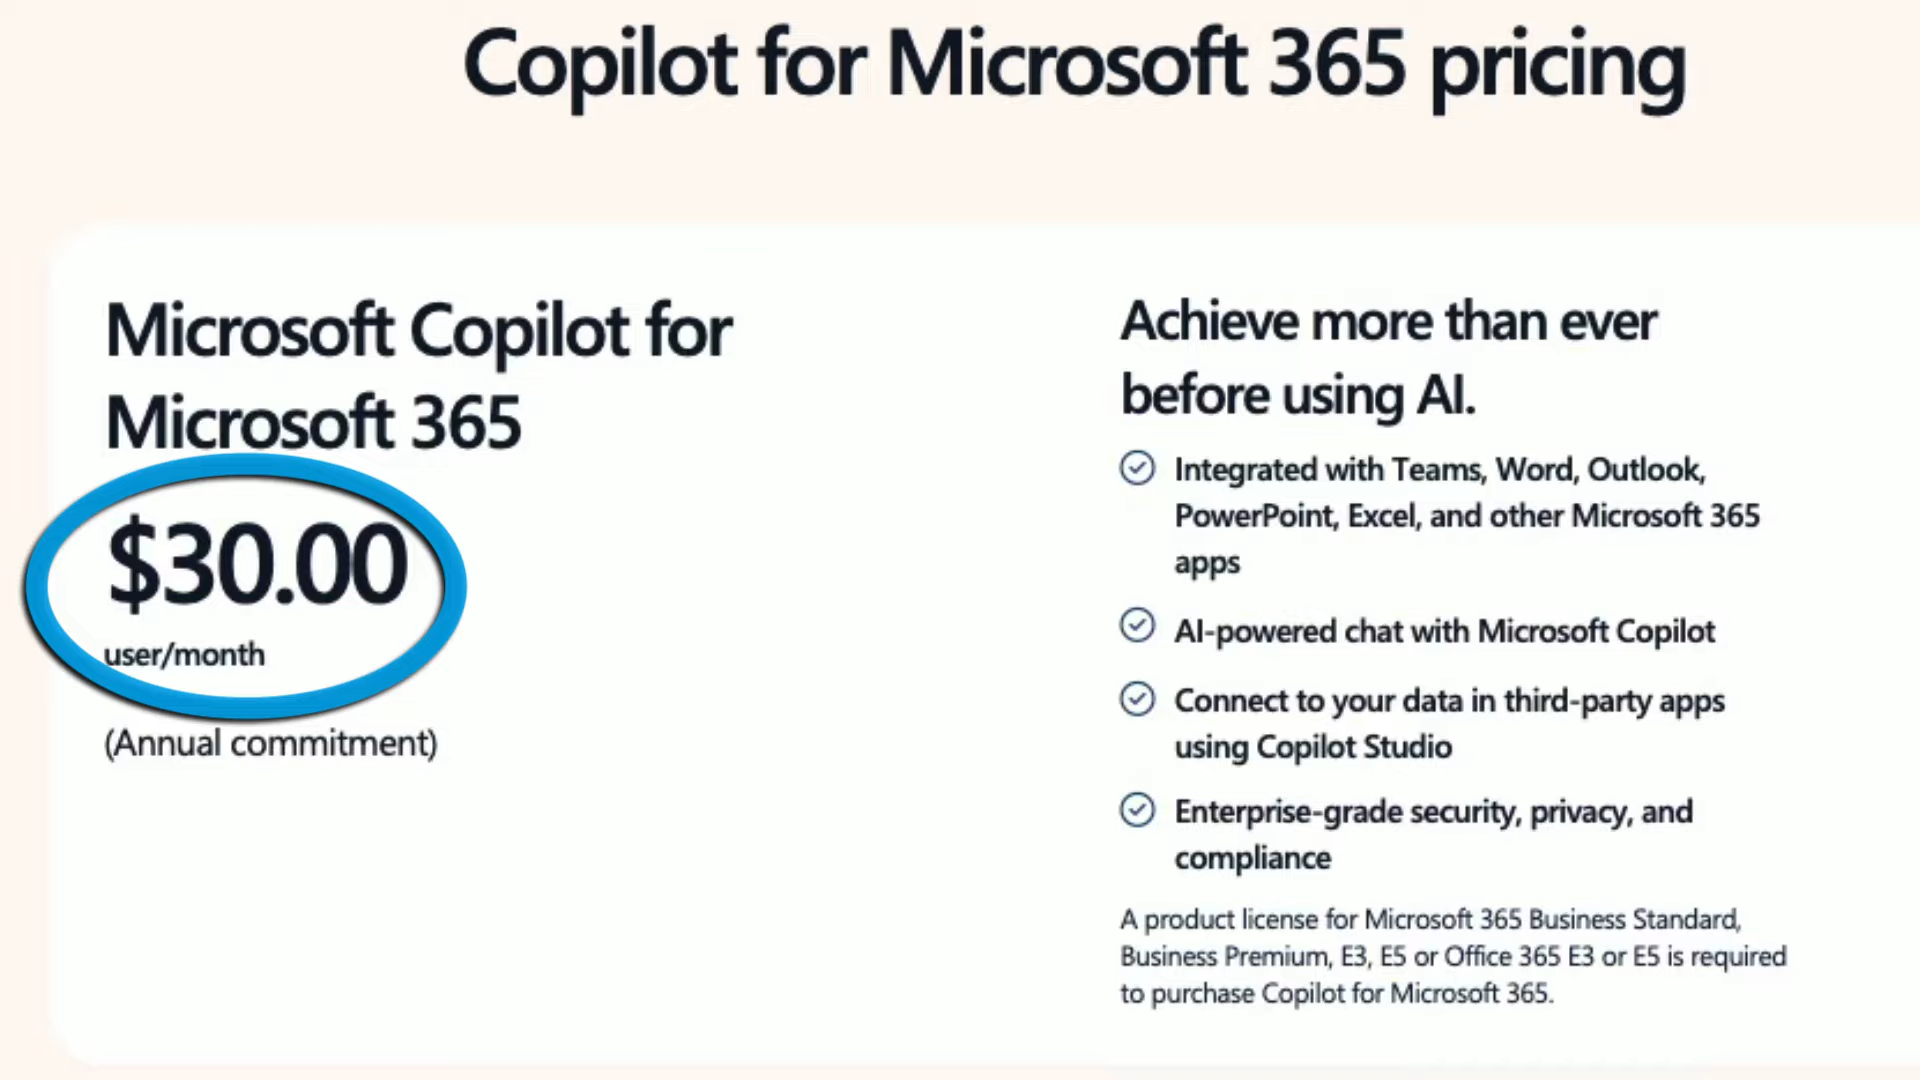 Copilot for Microsoft 365 pricing
Microsoft Copilot for
Microsoft 365
$30.00
user/month
(Annual commitment)
Achieve more than ever
before using AI.
Integrated with Teams, Word, Outlook,
PowerPoint, Excel, and other Microsoft 365
apps
AI-powered chat with Microsoft Copilot
Connect to your data in third-party apps
using Copilot Studio
Enterprise-grade security, privacy, and
compliance
A product license for Microsoft 365 Business Standard,
Business Premium, E3, E5 or Office 365 E3 or E5 is required
to purchase Copilot for Microsoft 365.